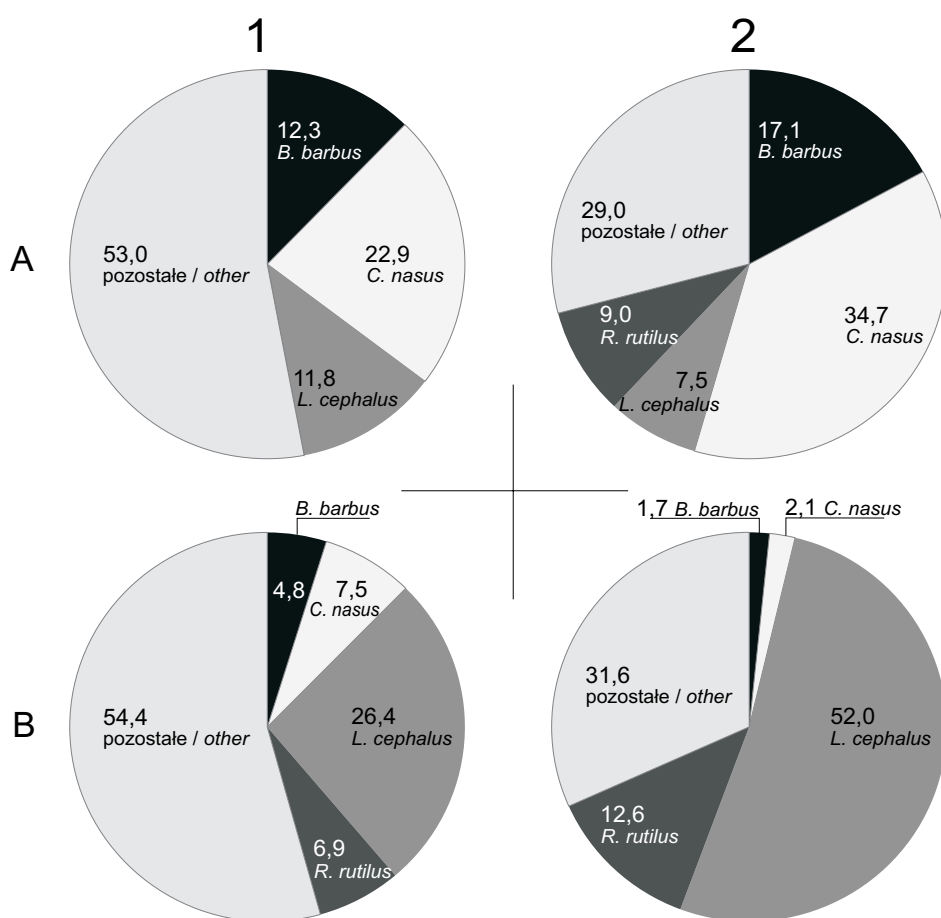 1
2
A
12,3
B. barbus
22,9
C. nasus
11,8
L. cephalus
53,0
pozostałe / other
17,1
B. barbus
34,7
C. nasus
7,5
L. cephalus
9,0
R. rutilus
29,0
pozostałe / other
B
B. barbus
4,8
7,5
C. nasus
26,4
L. cephalus
6,9
R. rutilus
54,4
pozostałe / other
1,7 B. barbus
2,1 C. nasus
52,0
L. cephalus
12,6
R. rutilus
31,6
pozostałe / other